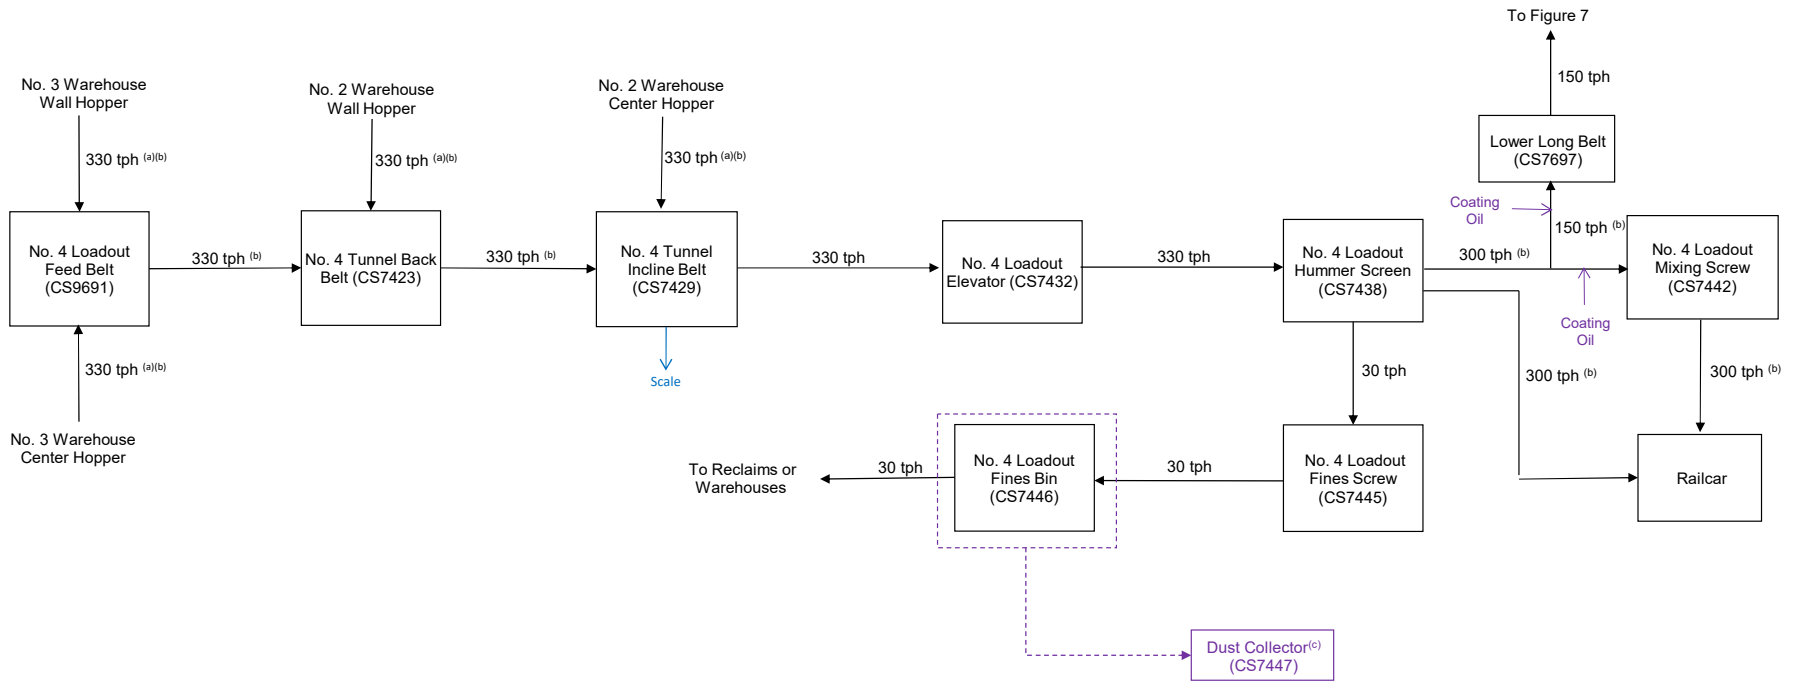 To Figure 7
150 tph
No. 3 Warehouse
Wall Hopper
No. 2 Warehouse
Wall Hopper
No. 2 Warehouse
Center Hopper
330 tph (a)(b)
330 tph (a)(b)
330 tph (a)(b)
Lower Long Belt
(CS7697)
Coating
Oil
150 tph (b)
No. 4 Loadout
Feed Belt
(CS9691)
330 tph (b)
No. 4 Tunnel Back
Belt (CS7423)
330 tph (b)
No. 4 Tunnel
Incline Belt
(CS7429)
330 tph
No. 4 Loadout
Elevator (CS7432)
330 tph
No. 4 Loadout
Hummer Screen
(CS7438)
300 tph (b)
No. 4 Loadout
Mixing Screw
(CS7442)
Coating
Oil
330 tph (a)(b)
Scale
30 tph
300 tph (b)
300 tph (b)
No. 3 Warehouse
Center Hopper
To Reclaims or
Warehouses
30 tph
No. 4 Loadout
Fines Bin
(CS7446)
30 tph
No. 4 Loadout
Fines Screw
(CS7445)
Railcar
Dust Collector(c)
(CS7447)